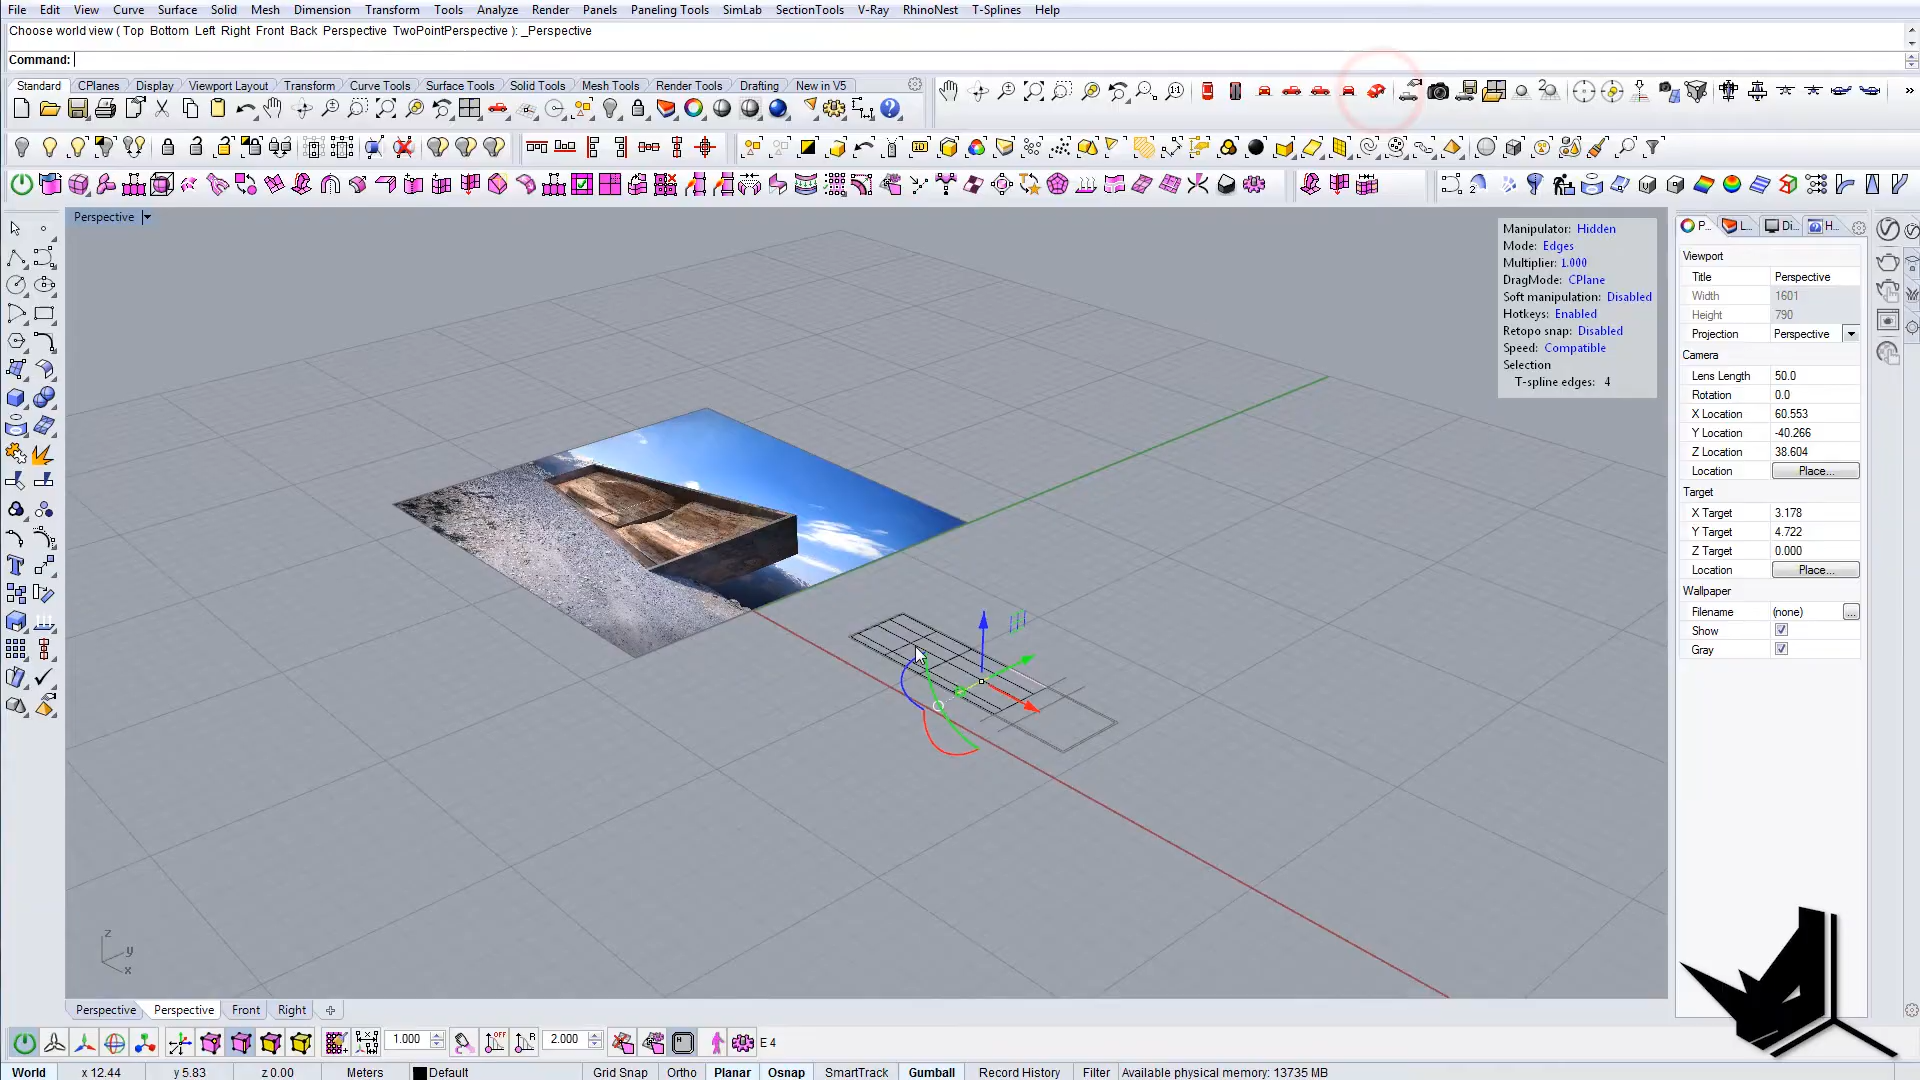 File Edit View Curve Surface Solid Mesh Dimension Transform Tools Analyze Render Panels Paneling Tools SimLab SectionTools V-Ray RhinoNest T-Splines Help
Choose world view ( Top Bottom Left Right Front Back Perspective TwoPointPerspective ): _Perspective
Command:
Standard CPlanes Display Viewport Layout Transform Curve Tools Surface Tools Solid Tools Mesh Tools Render Tools Drafting New in V5
Perspective
Manipulator: Hidden
Mode: Edges
Multiplier: 1.000
DragMode: CPlane
Soft manipulation: Disabled
Hotkeys: Enabled
Retopo snap: Disabled
Speed: Compatible
Selection
T-spline edges: 4
P... L... Di... H...
Viewport
Title Perspective
Width 1601
Height 790
Projection Perspective
Camera
Lens Length 50.0
Rotation 0.0
X Location 60.553
Y Location -40.266
Z Location 38.604
Location Place...
Target
X Target 3.178
Y Target 4.722
Z Target 0.000
Location Place...
Wallpaper
Filename (none) ...
Show
Gray
z
y
x
Perspective Perspective Front Right
1.000 2.000 E 4
World x 12.44 y 5.83 z 0.00 Meters Default Grid Snap Ortho Planar Osnap SmartTrack Gumball Record History Filter Available physical memory: 13735 MB